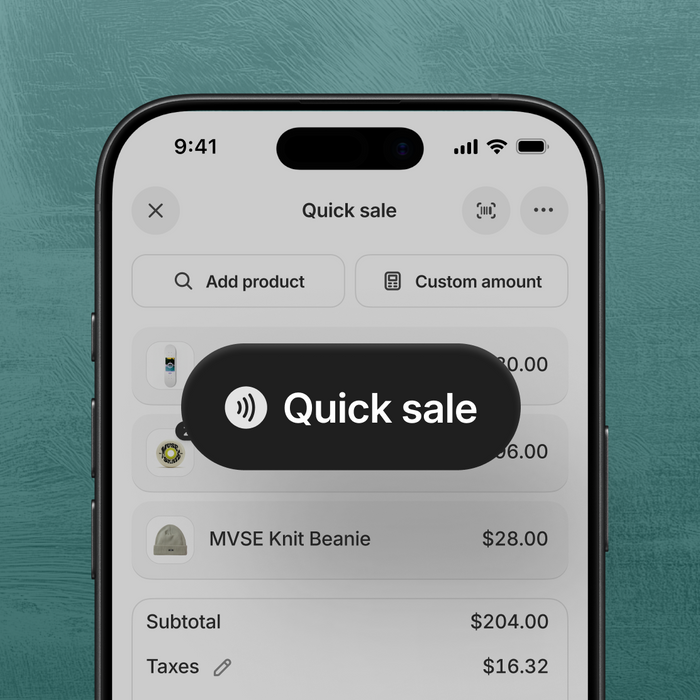 9:41
Quick sale
Add product
Custom amount
Quick sale
MVSE Knit Beanie $28.00
Subtotal $204.00
Taxes $16.32